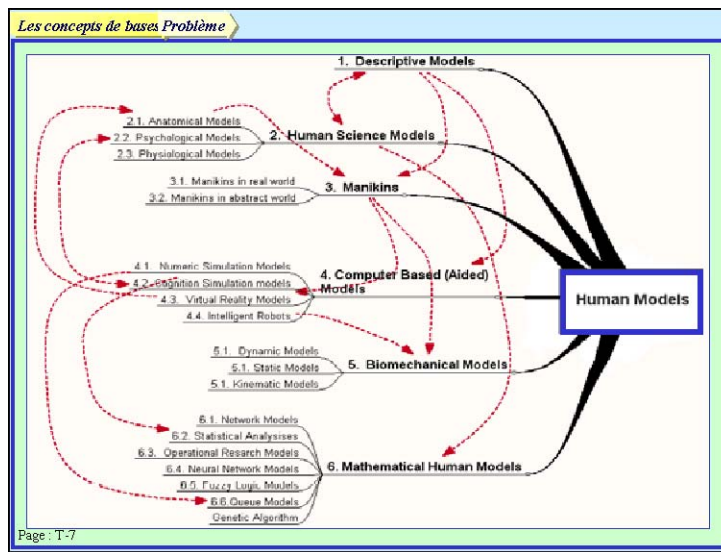 Les concepts de bases Problème
1. Descriptive Models
2.1. Anatomical Models
2.2. Psychological Models
2. Human Science Models
2.3. Physiological Models
3.1. Manikins in real world
3. Manikins
3.2. Manikins in abstract world
4.1. Numeric Simulation Models
4.2. Cognition Simulation models
4. Computer Based (Aided)
Models
4.3. Virtual Reality Models
4.4. Intelligent Robots
Human Models
5.1. Dynamic Models
5.1. Static Models
5. Biomechanical Models
5.1. Kinematic Models
6.1. Network Models
6.2. Statistical Analysises
6.3. Operational Resarch Models
6.4. Neural Network Models
6. Mathematical Human Models
6.5. Fuzzy Logic Models
6.6 Queue Models
Genetic Algorithm
Page : T-7